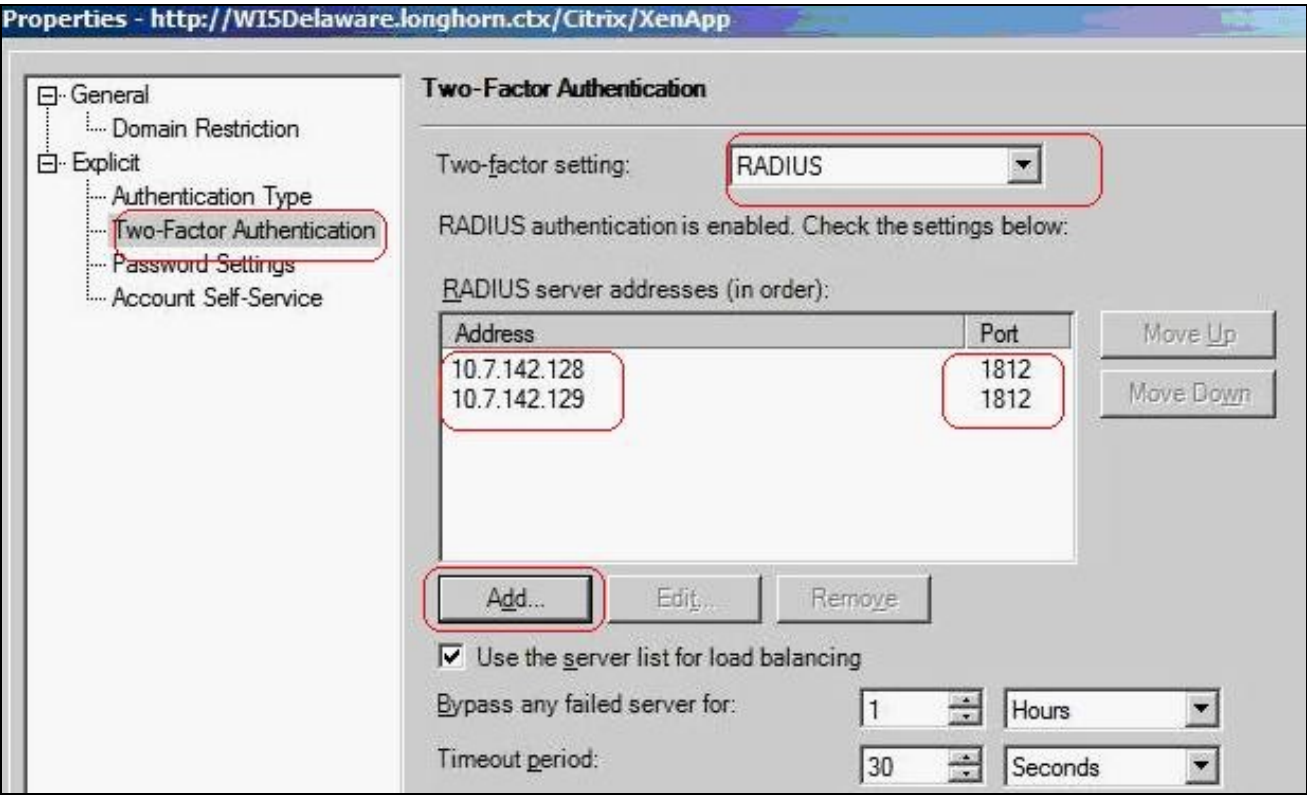 Properties - http://WI5Delaware.longhorn.ctx/Citrix/XenApp
General
Domain Restriction
Explicit
Authentication Type
Two-Factor Authentication
Password Settings
Account Self-Service
Two-Factor Authentication
Two-factor setting: RADIUS
RADIUS authentication is enabled. Check the settings below:
RADIUS server addresses (in order):
Address Port
10.7.142.128 1812
10.7.142.129 1812
Move Up
Move Down
Add... Edit... Remove
Use the server list for load balancing
Bypass any failed server for: 1 Hours
Timeout period: 30 Seconds